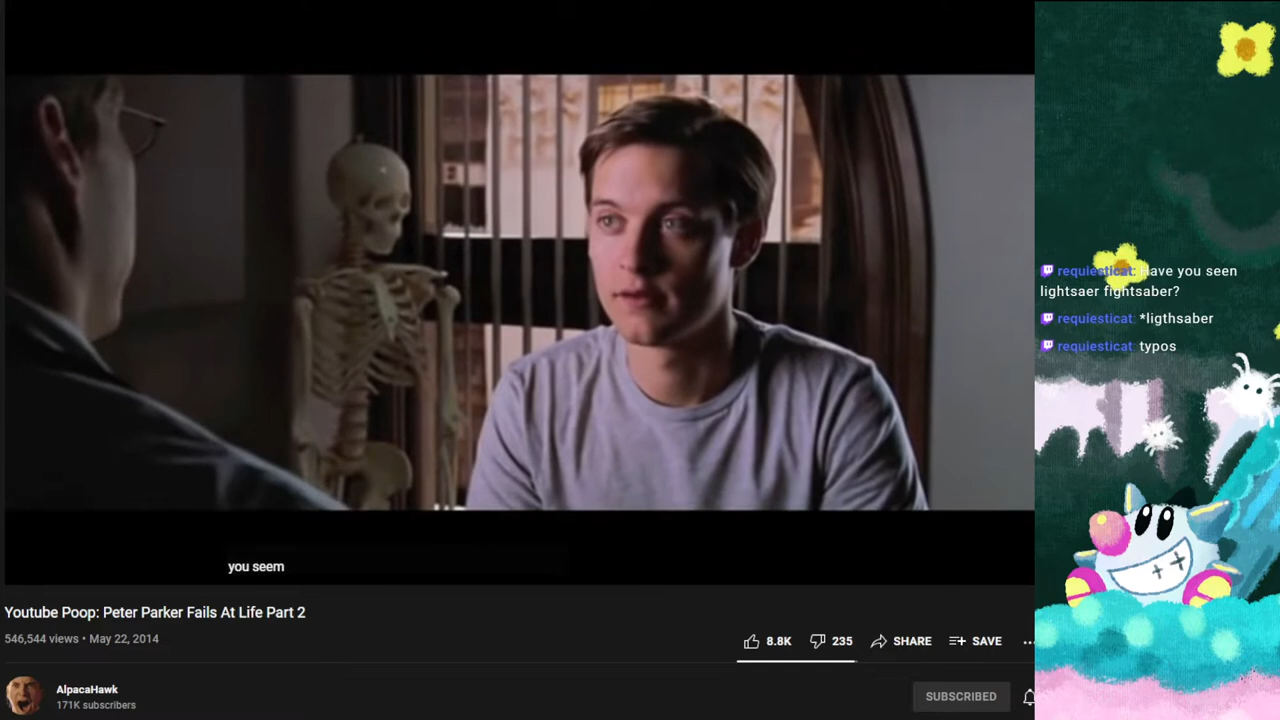 you seem
Youtube Poop: Peter Parker Fails At Life Part 2
546,544 views • May 22, 2014
8.8K
235
SHARE
SAVE
AlpacaHawk
171K subscribers
SUBSCRIBED
requiesticat: Have you seen
lightsaer fightsaber?
requiesticat: *ligthsaber
requiesticat: typos